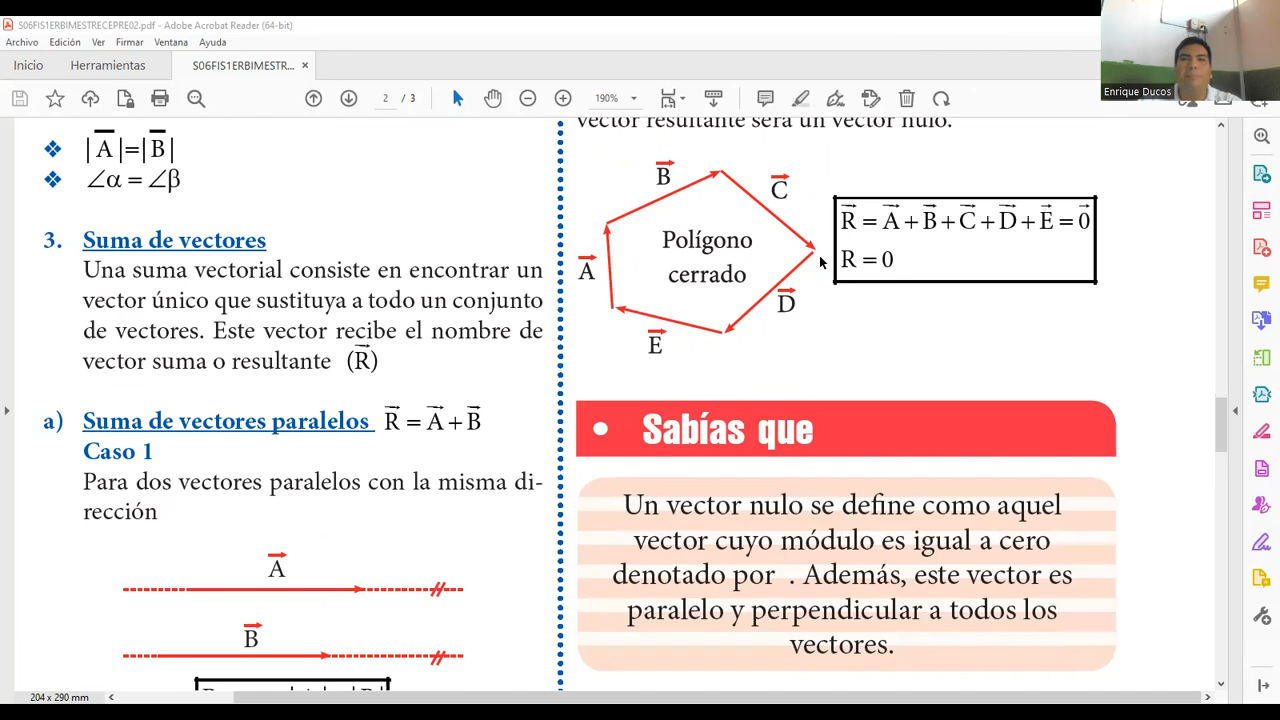 S06FIS1ERBIMESTRECEPRE02.pdf - Adobe Acrobat Reader (64-bit)
Archivo Edición Ver Firmar Ventana Ayuda
Inicio Herramientas S06FIS1ERBIMESTR... ×
2 / 3 190%
Enrique Ducos
❖ |A|=|B|
❖ ∠α = ∠β
3. Suma de vectores
Una suma vectorial consiste en encontrar un
vector único que sustituya a todo un conjunto
de vectores. Este vector recibe el nombre de
vector suma o resultante (R)
a) Suma de vectores paralelos R = A + B
Caso 1
Para dos vectores paralelos con la misma di-
rección
A
B
vector resultante será un vector nulo.
B
C
A
Polígono
cerrado
D
E
R = A + B + C + D + E = 0
R = 0
• Sabías que
Un vector nulo se define como aquel
vector cuyo módulo es igual a cero
denotado por . Además, este vector es
paralelo y perpendicular a todos los
vectores.
204 x 290 mm